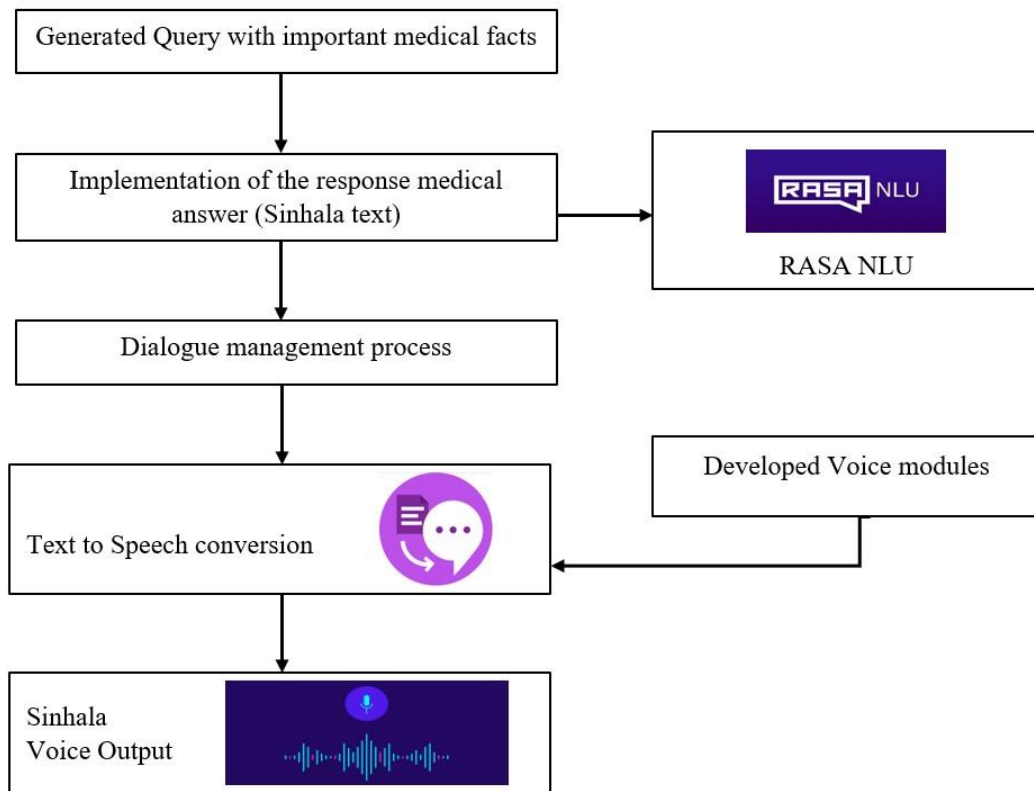 Generated Query with important medical facts
Implementation of the response medical
answer (Sinhala text)
RASA NLU
RASA NLU
Dialogue management process
Developed Voice modules
Text to Speech conversion
Sinhala
Voice Output